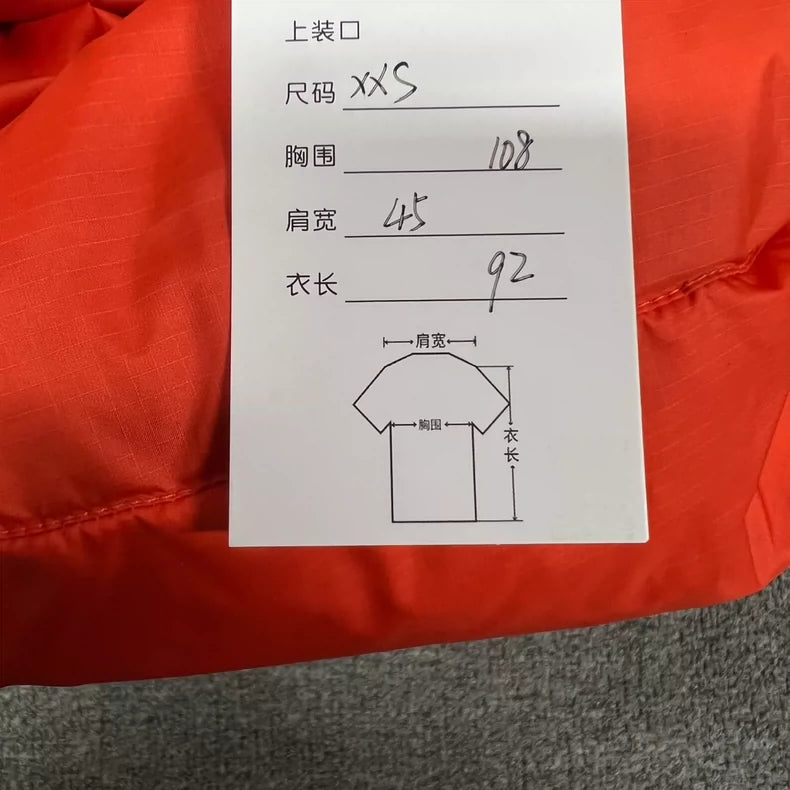 上装口
尺码 XXS
胸围 108
肩宽 45
衣长 92
肩宽
胸围
衣长